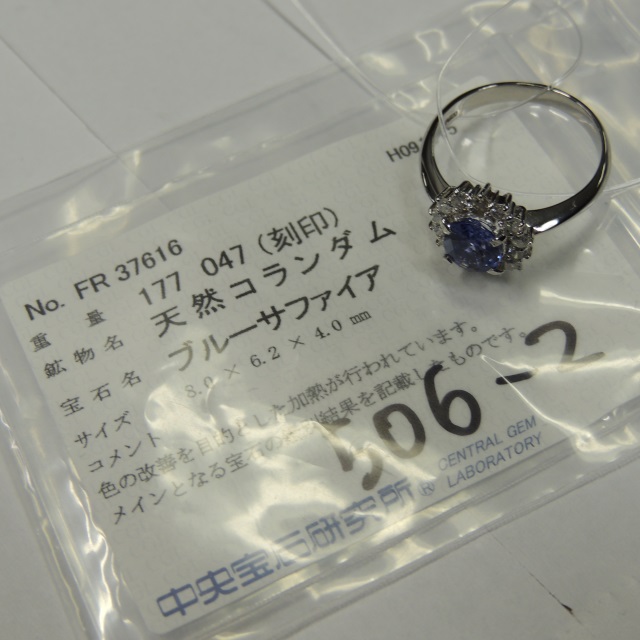 H09
No. FR 37616
重量 177 047 (刻印)
鉱物名 天然コランダム
宝石名 ブルーサファイア
サイズ 8.0 × 6.2 × 4.0 mm
コメント
色の改善を目的とした加熱が行われています。
メインとなる宝石の 結果を記載したものです。
506-2
中央宝石研究所 ® CENTRAL GEM LABORATORY